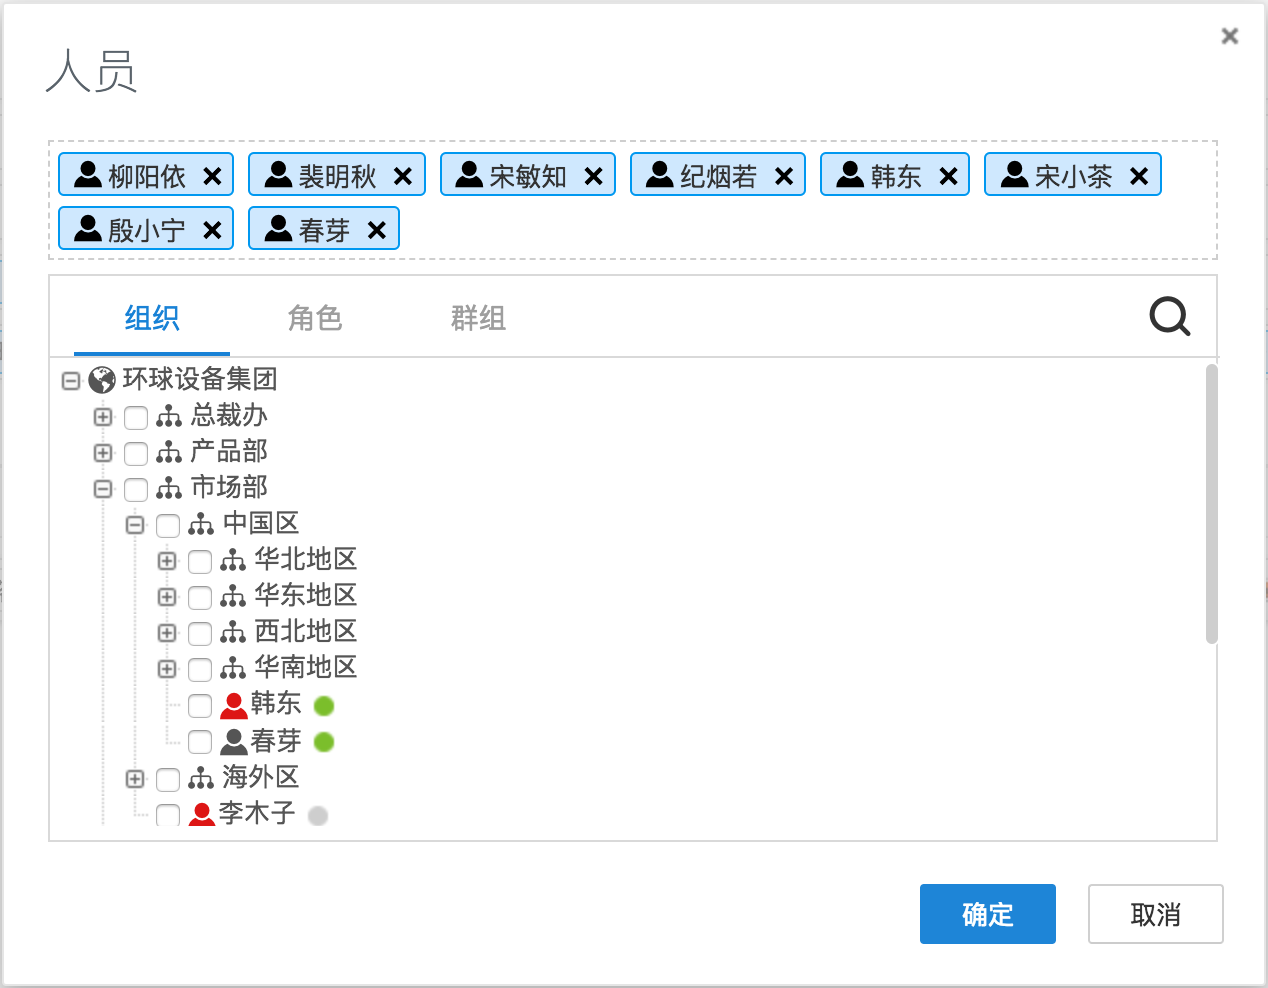 人员
柳阳依 裴明秋 宋敏知 纪烟若 韩东 宋小茶
殷小宁 春芽
组织 角色 群组
环球设备集团
总裁办
产品部
市场部
中国区
华北地区
华东地区
西北地区
华南地区
韩东
春芽
海外区
李木子
确定 取消